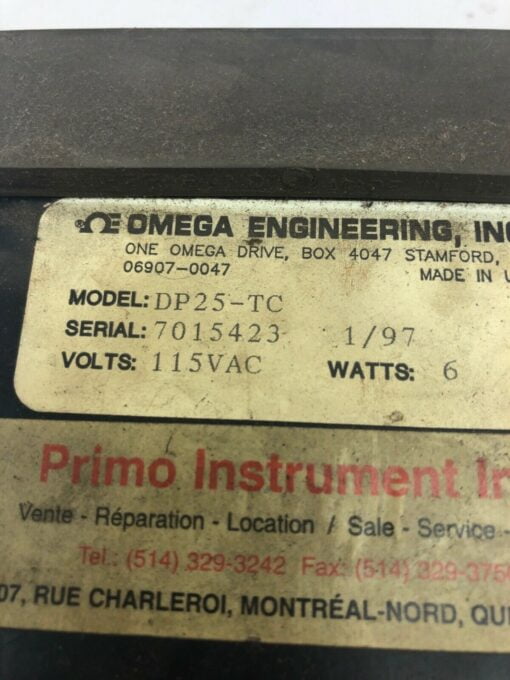 OMEGA ENGINEERING, INC
ONE OMEGA DRIVE, BOX 4047 STAMFORD,
06907-0047 MADE IN U
MODEL: DP25-TC
SERIAL: 7015423 1/97
VOLTS: 115VAC WATTS: 6
Primo Instrument In
Vente - Réparation - Location / Sale - Service -
Tel.: (514) 329-3242 Fax: (514) 329-375
07, RUE CHARLEROI, MONTRÉAL-NORD, QU